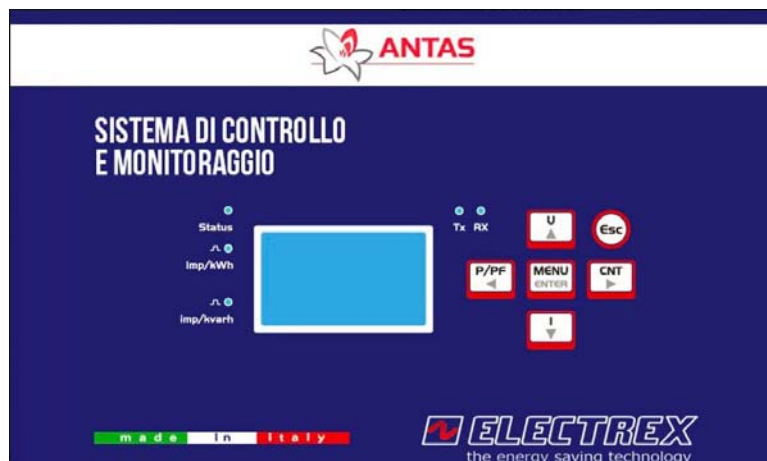 ANTAS
SISTEMA DI CONTROLLO
E MONITORAGGIO
Status
Imp/kWh
imp/kvarh
Tx RX
U
Esc
P/PF
MENU
ENTER
CNT
I
made in italy
ELECTREX
the energy saving technology